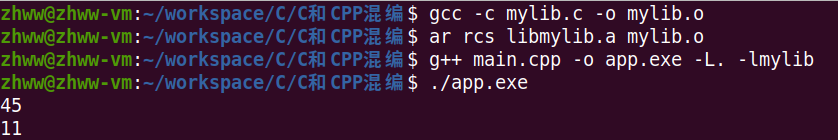 zhww@zhww-vm:~/workspace/C/C和CPP混编$ gcc -c mylib.c -o mylib.o
zhww@zhww-vm:~/workspace/C/C和CPP混编$ ar rcs libmylib.a mylib.o
zhww@zhww-vm:~/workspace/C/C和CPP混编$ g++ main.cpp -o app.exe -L. -lmylib
zhww@zhww-vm:~/workspace/C/C和CPP混编$ ./app.exe
45
11